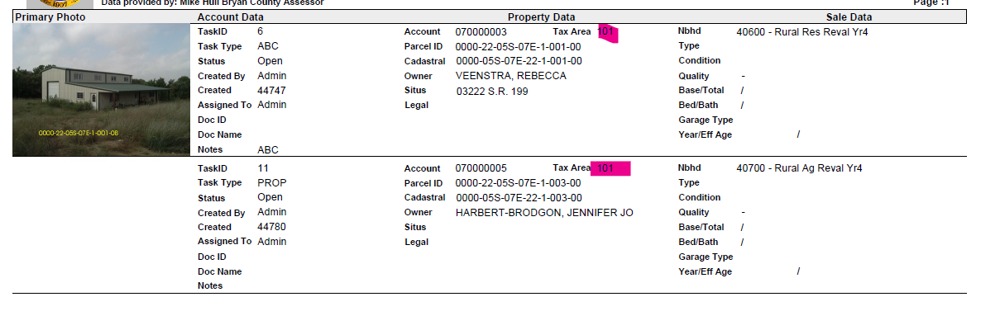 1907
Data provided by: Mike Hull Bryan County Assessor Page :1
Primary Photo Account Data Property Data Sale Data
TaskID 6 Account 070000003 Tax Area 101 Nbhd 40600 - Rural Res Reval Yr4
Task Type ABC Parcel ID 0000-22-05S-07E-1-001-00 Type
Status Open Cadastral 0000-05S-07E-22-1-001-00 Condition
Created By Admin Owner VEENSTRA, REBECCA Quality -
Created 44747 Situs 03222 S.R. 199 Base/Total /
Assigned To Admin Legal Bed/Bath /
Doc ID Garage Type
Doc Name Year/Eff Age /
0000-22-05S-07E-1-001-0B
Notes ABC
TaskID 11 Account 070000005 Tax Area 101 Nbhd 40700 - Rural Ag Reval Yr4
Task Type PROP Parcel ID 0000-22-05S-07E-1-003-00 Type
Status Open Cadastral 0000-05S-07E-22-1-003-00 Condition
Created By Admin Owner HARBERT-BRODGON, JENNIFER JO Quality -
Created 44780 Situs Base/Total /
Assigned To Admin Legal Bed/Bath /
Doc ID Garage Type
Doc Name Year/Eff Age /
Notes